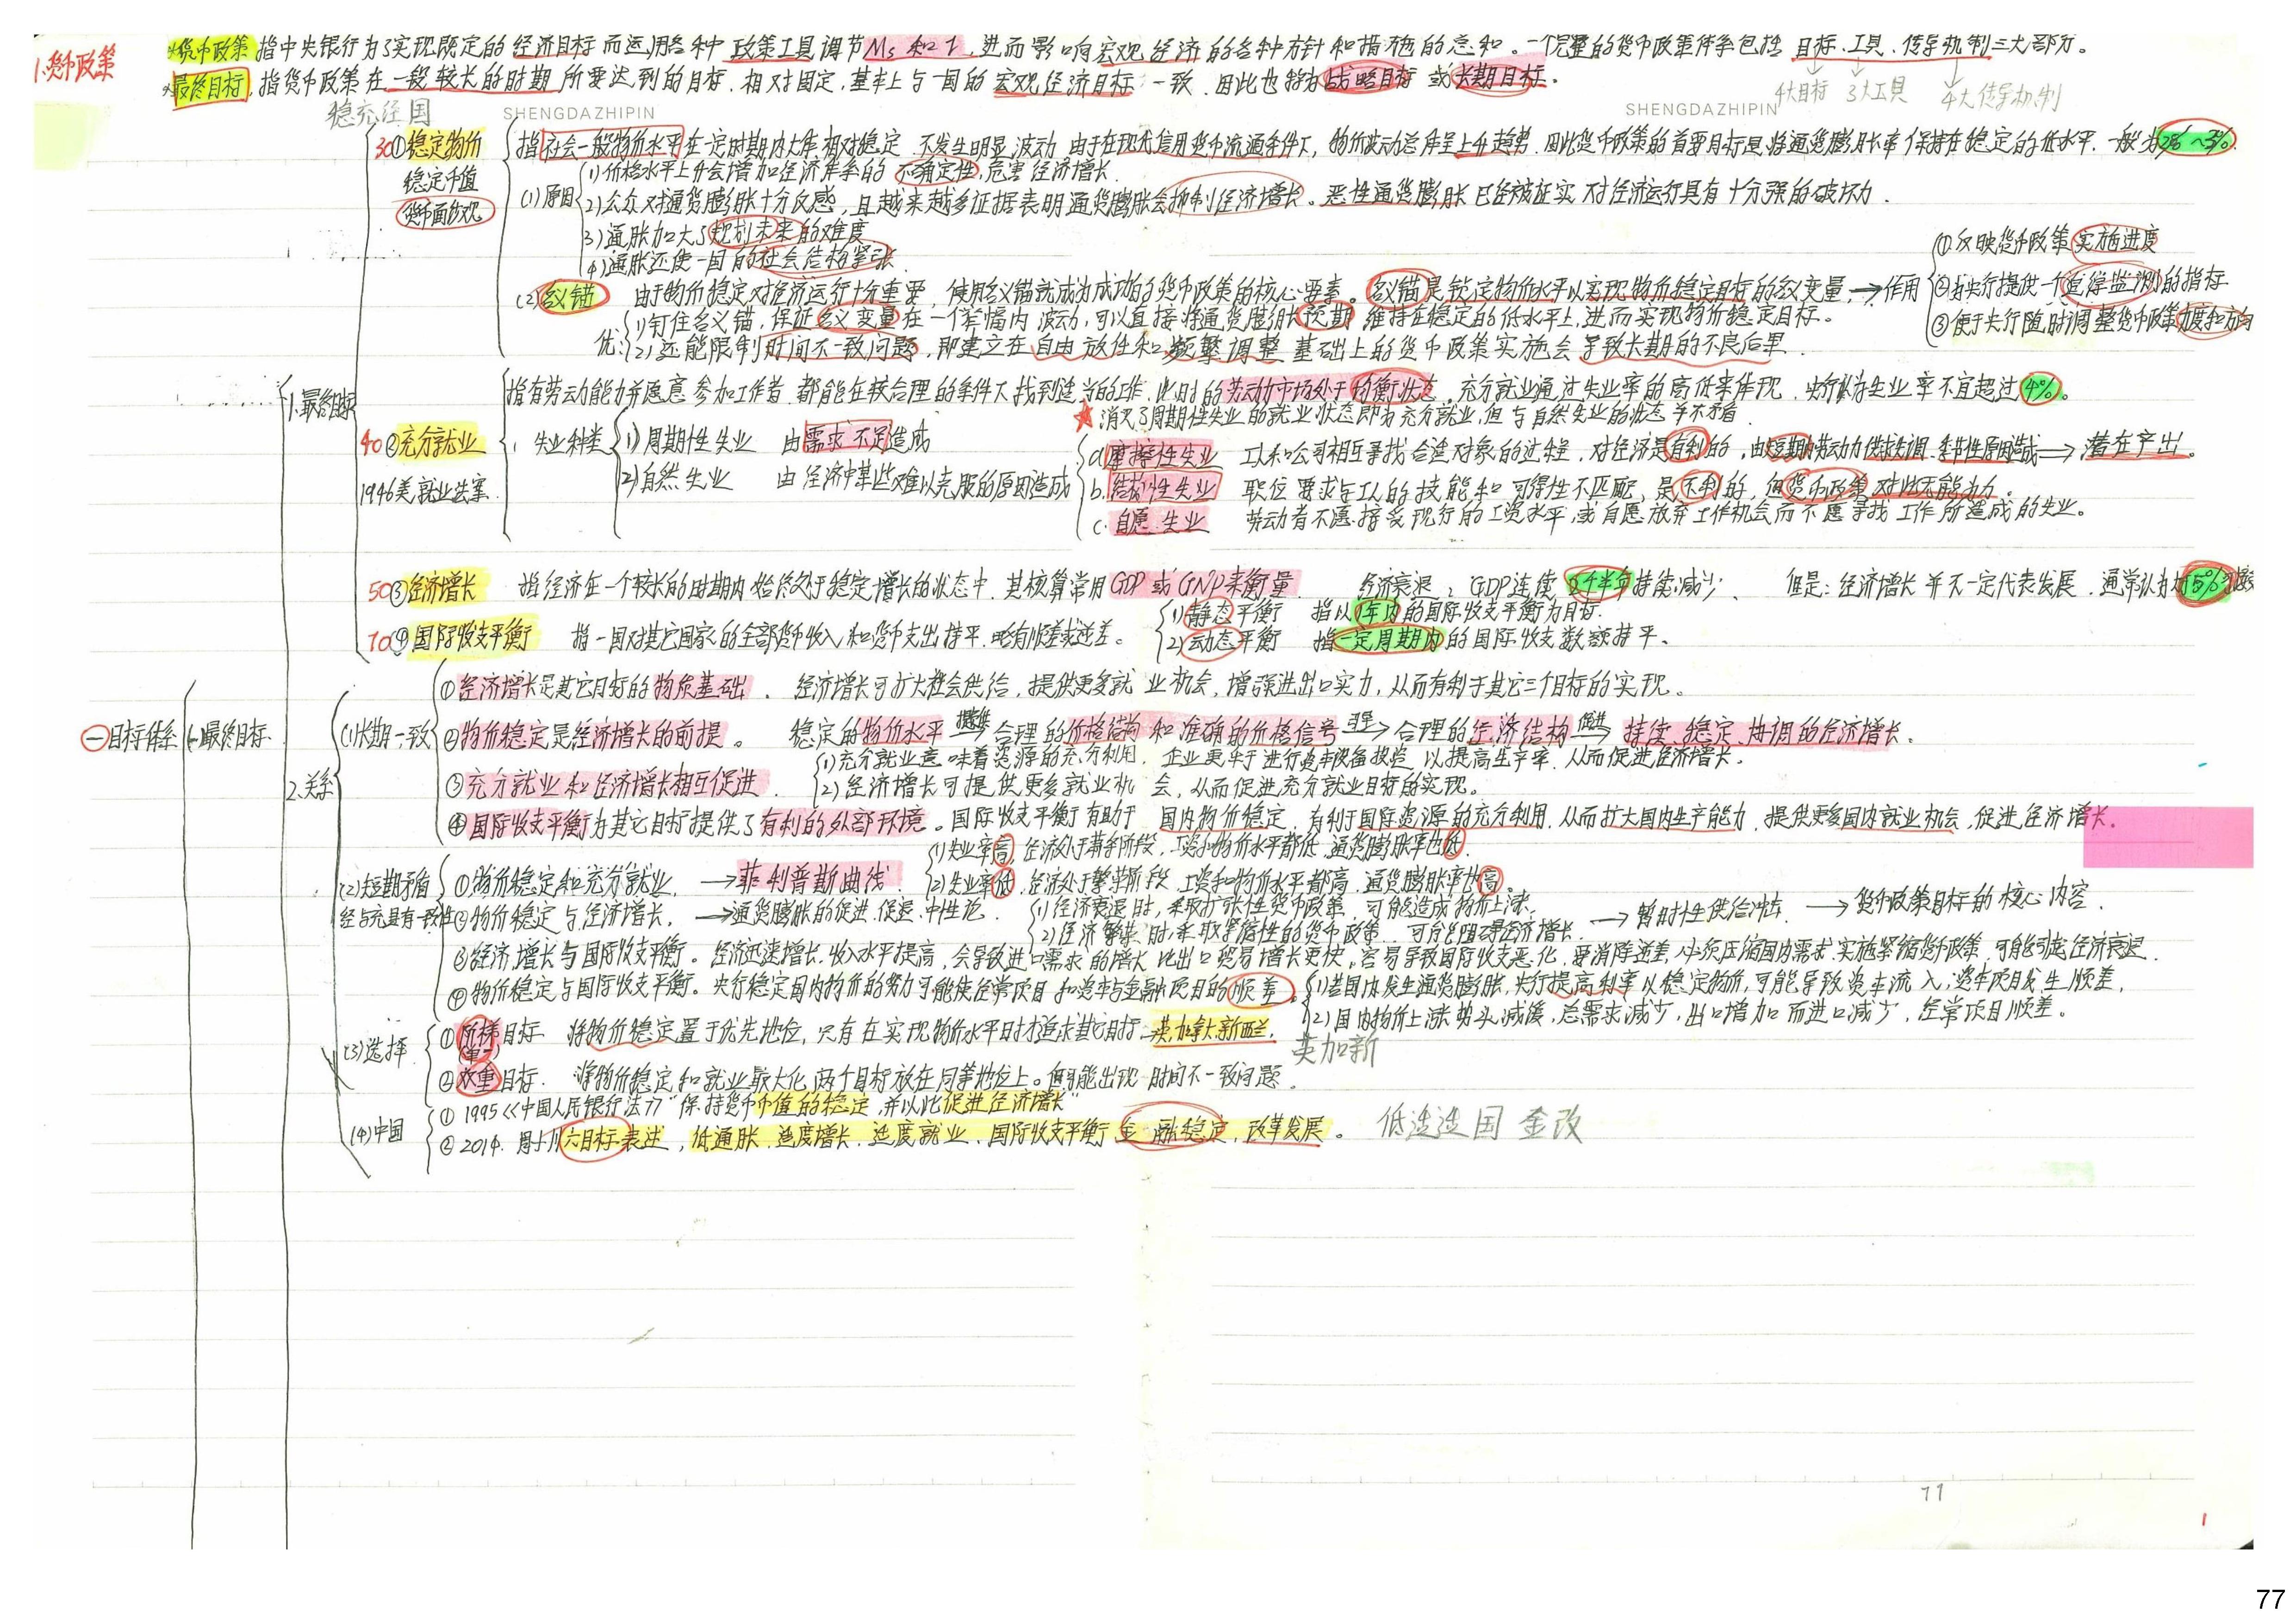 1.货币政策
*货币政策 指中央银行为了实现既定的经济目标而运用各种政策工具调节Ms和i,进而影响宏观经济的各种方针和措施的总和。一个完整的货币政策体系包括目标、工具、传导机制三大部分。
*最终目标,指货币政策在一段较长的时期所要达到的目标,相对固定,基本上与一国的宏观经济目标一致,因此也称为战略目标或长期目标。
4大目标 3大工具 4大传导机制
稳充经国
SHENGDAZHIPIN
SHENGDAZHIPIN
㊀目标体系
(一)最终目标
1.最终目标
30①稳定物价
稳定币值
货币面纱观
指社会一般物价水平在一定时期内大体相对稳定,不发生明显波动,由于在现代信用货币流通条件下,物价波动总体呈上升趋势,因此货币政策的首要目标是将通货膨胀率保持在稳定的低水平,一般为2%~3%.
(1)原因
1)价格水平上升会增加经济体系的不确定性,危害经济增长.
2)公众对通货膨胀十分反感,且越来越多证据表明通货膨胀会抑制经济增长。恶性通货膨胀已经被证实对经济运行具有十分强的破坏力.
3)通胀加大了规划未来的难度
4)通胀还使一国的社会结构紧张.
(2)名义锚 由于物价稳定对经济运行十分重要,使用名义锚就成为成功的货币政策的核心要素。名义锚是锁定物价水平以实现物价稳定目标的名义变量,→作用
①反映货币政策实施进度
②为央行提供一个追踪监测的指标
③便于央行随时调整货币政策力度和方向
优:
1)钉住名义锚,保证名义变量在一个窄幅内波动,可以直接将通货膨胀预期维持在稳定的低水平上,进而实现物价稳定目标。
2)还能限制时间不一致问题,即建立在自由放任和频繁调整基础上的货币政策实施会导致长期的不良后果.
40②充分就业
1946美就业法案.
指有劳动能力并愿意参加工作者,都能在较合理的条件下找到适当的工作,此时的劳动力市场处于均衡状态。充分就业通过失业率的高低来体现,央行认为失业率不宜超过4%。
★消灭了周期性失业的就业状态即为充分就业,但与自然失业的状态并不矛盾.
失业种类
1)周期性失业 由需求不足造成
2)自然失业 由经济中某些难以克服的原因造成
a.摩擦性失业 工人和公司相互寻找合适对象的过程,对经济是有利的,由短期内劳动力供求失调、季节性原因造成→潜在产出。
b.结构性失业 职位要求与工人的技能和可得性不匹配,是不利的,但货币政策对此无能为力。
c.自愿失业 劳动者不愿接受现行的工资水平,或自愿放弃工作机会而不愿寻找工作所造成的失业。
50③经济增长 指经济在一个较长的时期内始终处于稳定增长的状态中,其核算常用GDP或GNP来衡量 经济衰退:GDP连续2个半年持续减少、 但是:经济增长并不一定代表发展,通常认为5%
70④国际收支平衡 指一国对其它国家的全部货币收入和货币支出持平,略有顺差或逆差。
1)静态平衡 指以1年内的国际收支平衡为目标.
2)动态平衡 指一定周期内的国际收支数额持平、
2.关系
(1)长期一致
①经济增长是其它目标的物质基础. 经济增长可扩大社会供给,提供更多就业机会,增强进出口实力,从而有利于其它三个目标的实现。
②物价稳定是经济增长的前提。 稳定的物价水平 提供→合理的价格结构和准确的价格信号 引导→合理的经济结构 促进→持续、稳定、协调的经济增长。
③充分就业和经济增长相互促进.
1)充分就业意味着资源的充分利用,企业更乐于进行资本设备投资以提高生产率,从而促进经济增长。
2)经济增长可提供更多就业机会,从而促进充分就业目标的实现。
④国际收支平衡为其它目标提供了有利的外部环境。国际收支平衡有助于国内物价稳定,有利于国际资源的充分利用,从而扩大国内生产能力,提供更多国内就业机会,促进经济增长.
(2)短期矛盾
经与充具有一致性
①物价稳定和充分就业. →菲利普斯曲线.
1)失业率高,经济处于萧条阶段,工资和物价水平都低,通货膨胀率也低.
2)失业率低,经济处于繁荣阶段,工资和物价水平都高,通货膨胀率也高。
②物价稳定与经济增长. →通货膨胀的促进、促退、中性论.
1)经济衰退时,采取扩张性货币政策,可能造成物价上涨.
2)经济繁荣时,采取紧缩性的货币政策,可能阻碍经济增长.
→暂时性供给冲击. →货币政策目标的核心内容.
③经济增长与国际收支平衡。经济迅速增长,收入水平提高,会导致进口需求的增长比出口贸易增长更快,容易导致国际收支恶化,要消除逆差,必须压缩国内需求,实施紧缩货币政策,可能引起经济衰退.
④物价稳定与国际收支平衡。央行稳定国内物价的努力可能使经常项目和资本与金融项目的顺差。
1)若国内发生通货膨胀,央行提高利率以稳定物价,可能导致资本流入,资本项目发生顺差,
2)国内物价上涨势头减缓,总需求减少,出口增加而进口减少,经常项目顺差。
(3)选择.
①阶梯目标. 将物价稳定置于优先地位,只有在实现物价水平时才追求其它目标.英、加拿大、新西兰.
英加新
②双重目标. 将物价稳定和就业最大化两个目标放在同等地位上。但可能出现时间不一致问题.
(4)中国
①1995《中国人民银行法》"保持货币币值的稳定,并以此促进经济增长"
②2014.周小川六目标表述,低通胀、适度增长、适度就业、国际收支平衡、金融稳定,改革发展。 低适适国 金改
77
77